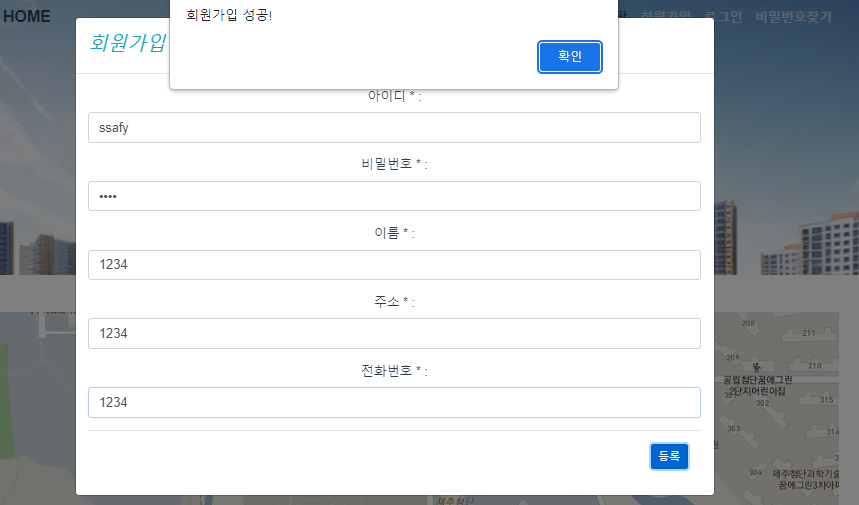 회원가입 성공!
확인
HOME
회원가입 로그인 비밀번호찾기
회원가입
아이디 * :
ssafy
비밀번호 * :
••••
이름 * :
1234
주소 * :
1234
전화번호 * :
1234
등록
208
211
209
210
공립첨단꿈에그린
2단지어린이집
302
315
303
314
304
313
제주첨단과학기술
꿈에그린3차아파
제주첨단